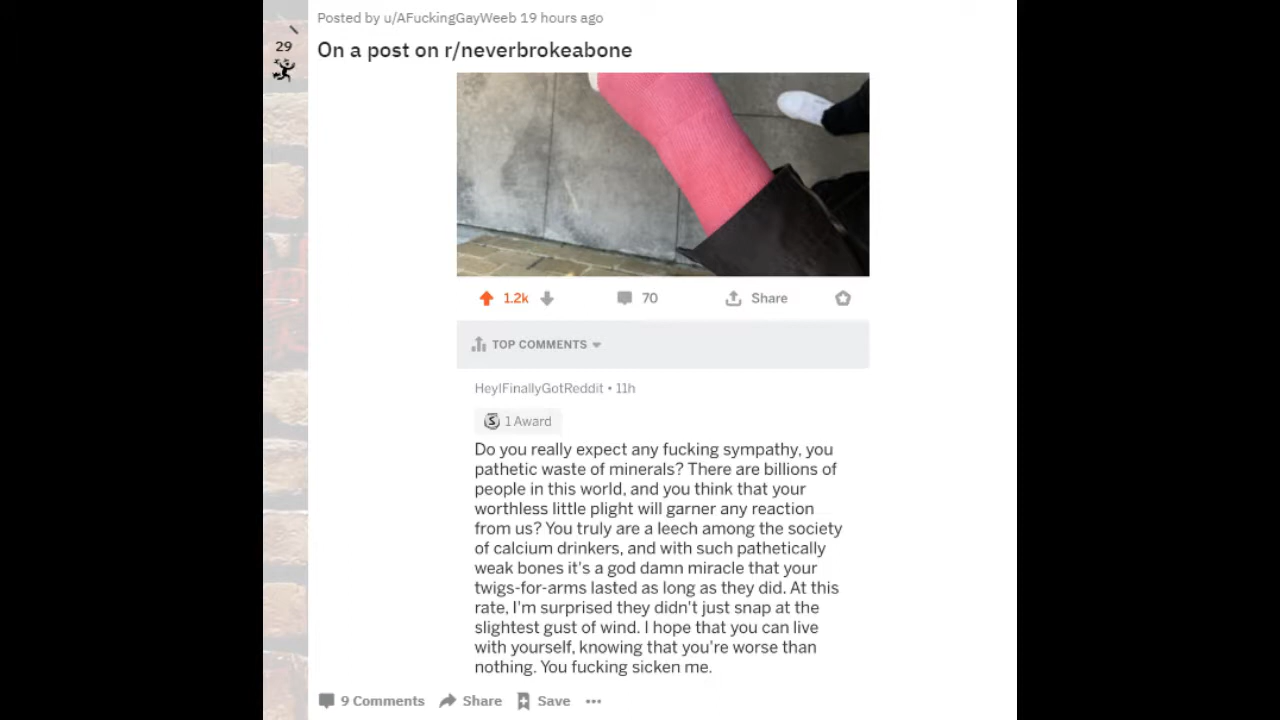 Posted by u/AFuckingGayWeeb 19 hours ago
29
On a post on r/neverbrokeabone
1.2k
70
Share
TOP COMMENTS
HeyIFinallyGotReddit • 11h
S 1 Award
Do you really expect any fucking sympathy, you
pathetic waste of minerals? There are billions of
people in this world, and you think that your
worthless little plight will garner any reaction
from us? You truly are a leech among the society
of calcium drinkers, and with such pathetically
weak bones it's a god damn miracle that your
twigs-for-arms lasted as long as they did. At this
rate, I'm surprised they didn't just snap at the
slightest gust of wind. I hope that you can live
with yourself, knowing that you're worse than
nothing. You fucking sicken me.
9 Comments Share Save